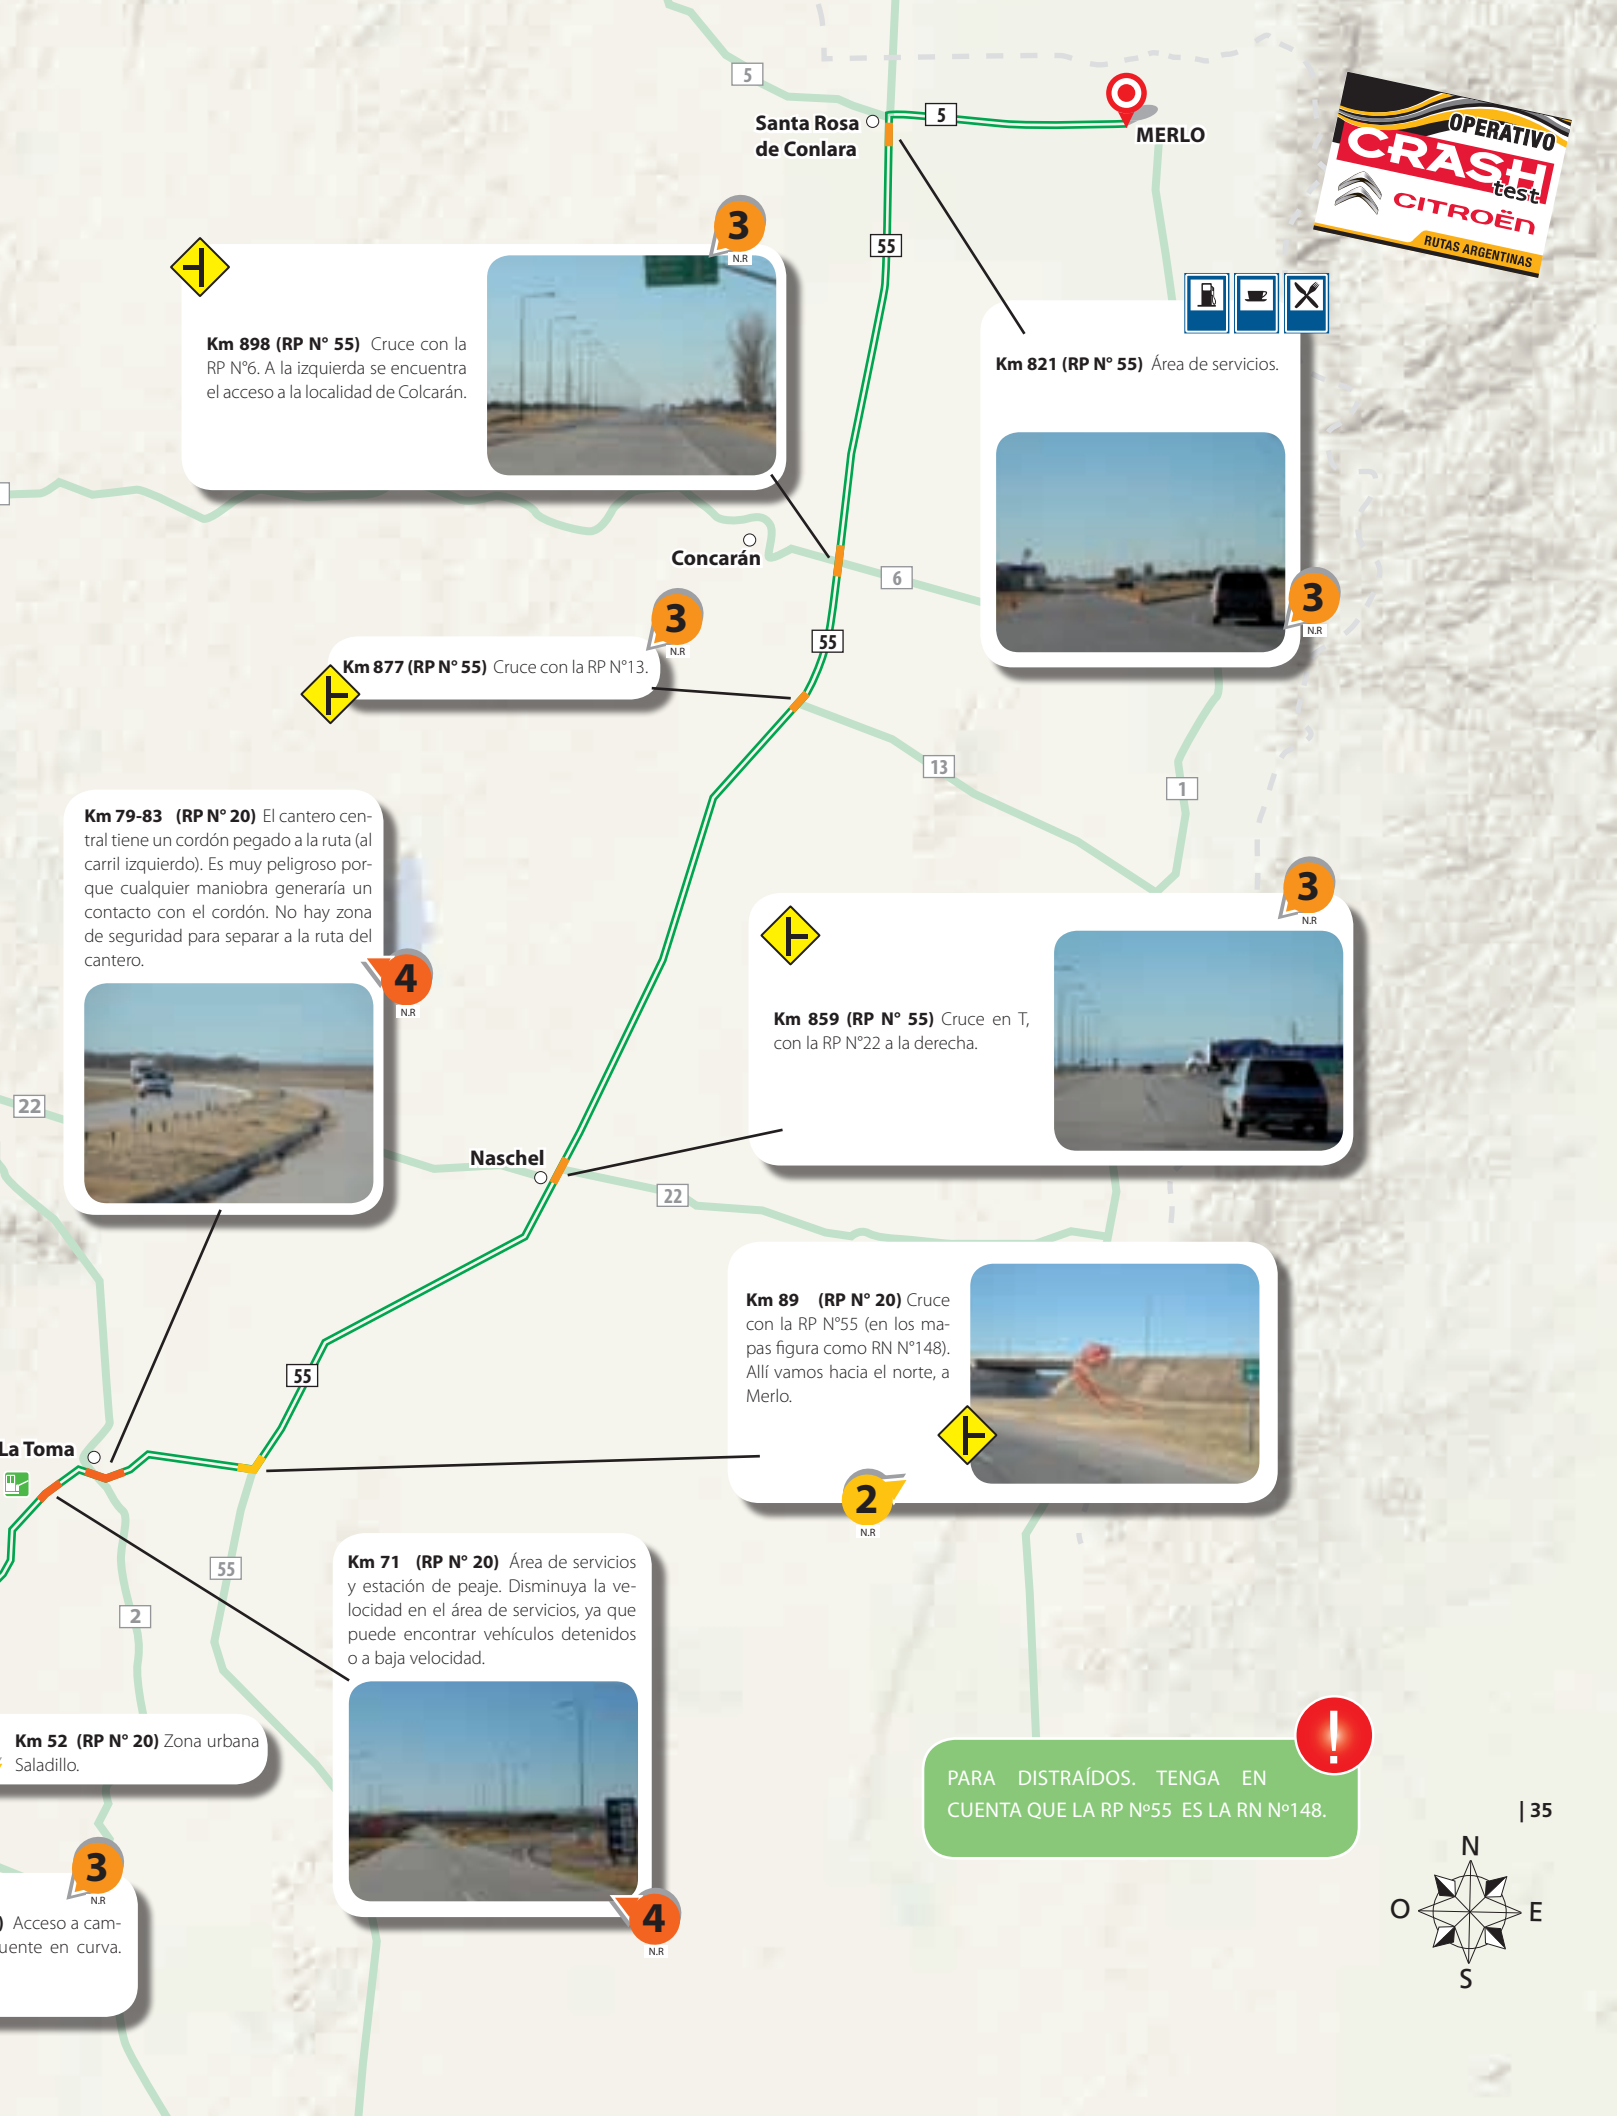 5
Santa Rosa
de Conlara
5
MERLO
OPERATIVO
CRASH
test
CITROËN
RUTAS ARGENTINAS
3
N.R
55
Km 898 (RP N° 55) Cruce con la
RP N°6. A la izquierda se encuentra
el acceso a la localidad de Colcarán.
Km 821 (RP N° 55) Área de servicios.
3
N.R
Concarán
6
3
N.R
55
Km 877 (RP N° 55) Cruce con la RP N°13.
13
1
Km 79-83 (RP N° 20) El cantero cen-
tral tiene un cordón pegado a la ruta (al
carril izquierdo). Es muy peligroso por-
que cualquier maniobra generaría un
contacto con el cordón. No hay zona
de seguridad para separar a la ruta del
cantero.
4
N.R
3
N.R
Km 859 (RP N° 55) Cruce en T,
con la RP N°22 a la derecha.
22
Naschel
22
Km 89 (RP N° 20) Cruce
con la RP N°55 (en los ma-
pas figura como RN N°148).
Allí vamos hacia el norte, a
Merlo.
2
N.R
55
La Toma
55
2
Km 71 (RP N° 20) Área de servicios
y estación de peaje. Disminuya la ve-
locidad en el área de servicios, ya que
puede encontrar vehículos detenidos
o a baja velocidad.
4
N.R
Km 52 (RP N° 20) Zona urbana
Saladillo.
3
N.R
) Acceso a cam-
uente en curva.
PARA DISTRAÍDOS. TENGA EN
CUENTA QUE LA RP Nº55 ES LA RN Nº148.
!
| 35
N
O
E
S